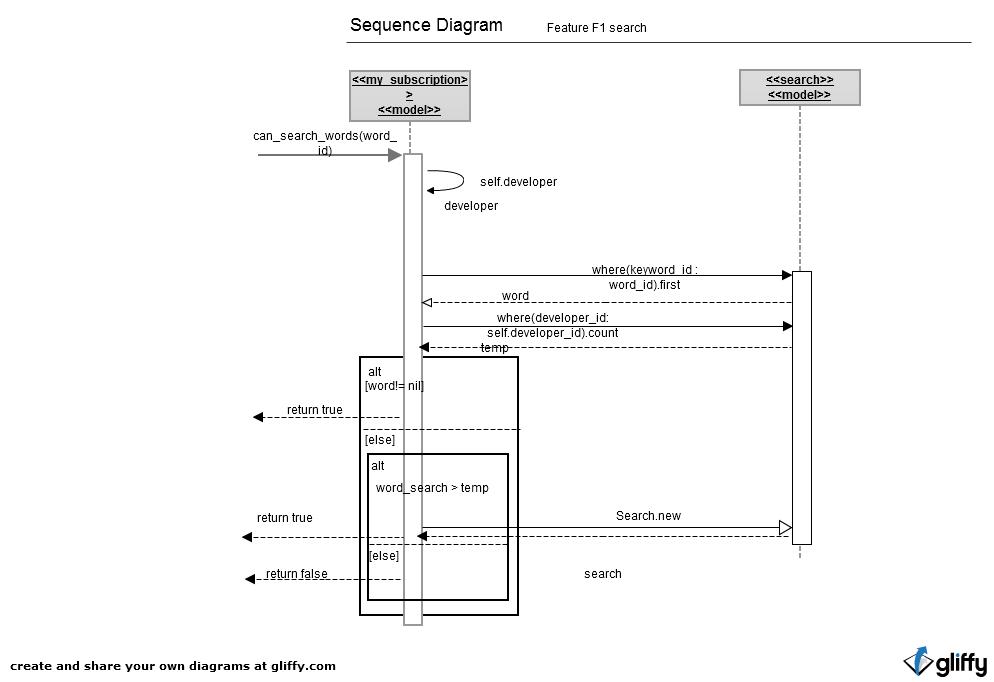 Sequence Diagram
Feature F1 search
<<my_subscription>
>
<<model>>
<<search>>
<<model>>
can_search_words(word_
id)
self.developer
developer
where(keyword_id :
word_id).first
word
where(developer_id:
self.developer_id).count
temp
alt
[word!= nil]
return true
[else]
alt
word_search > temp
Search.new
return true
[else]
return false
search
create and share your own diagrams at gliffy.com
gliffy